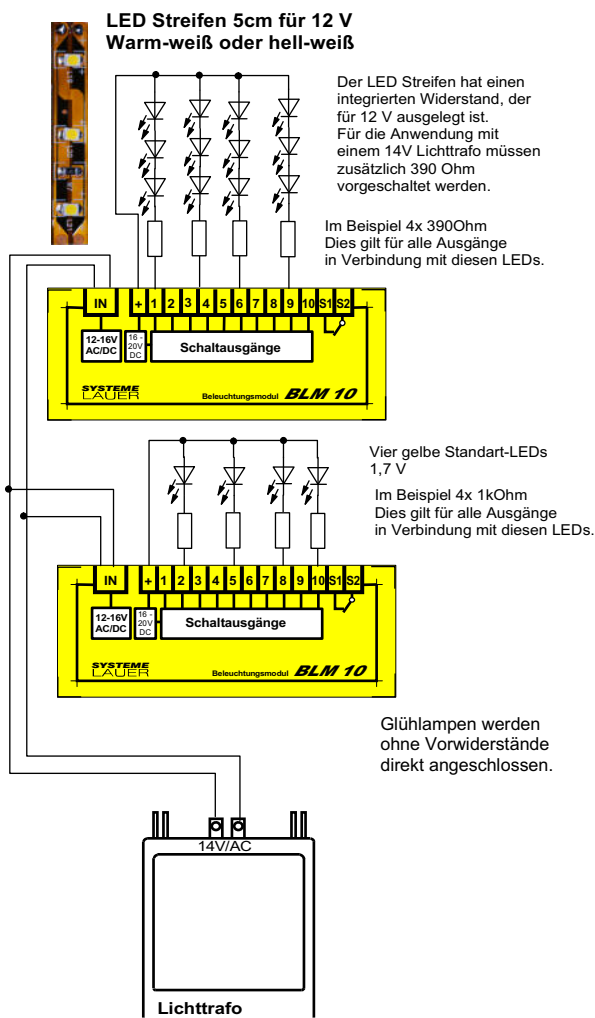 LED Streifen 5cm für 12 V
Warm-weiß oder hell-weiß
Der LED Streifen hat einen
integrierten Widerstand, der
für 12 V ausgelegt ist.
Für die Anwendung mit
einem 14V Lichttrafo müssen
zusätzlich 390 Ohm
vorgeschaltet werden.
Im Beispiel 4x 390Ohm
Dies gilt für alle Ausgänge
in Verbindung mit diesen LEDs.
IN + 1 2 3 4 5 6 7 8 9 10 S1 S2
12-16V
AC/DC
16 -
20V
DC
Schaltausgänge
SYSTEME
LAUER
Beleuchtungsmodul BLM 10
Vier gelbe Standart-LEDs
1,7 V
Im Beispiel 4x 1kOhm
Dies gilt für alle Ausgänge
in Verbindung mit diesen LEDs.
IN + 1 2 3 4 5 6 7 8 9 10 S1 S2
12-16V
AC/DC
16 -
20V
DC
Schaltausgänge
SYSTEME
LAUER
Beleuchtungsmodul BLM 10
Glühlampen werden
ohne Vorwiderstände
direkt angeschlossen.
14V/AC
Lichttrafo